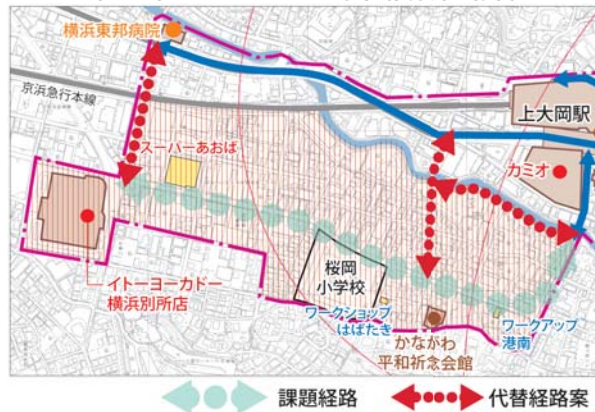 横浜東邦病院
京浜急行本線
上大岡駅
スーパーあおば
カミオ
イトーヨーカドー
横浜別所店
桜岡
小学校
ワークショップ
はばたき
かながわ
平和祈念会館
ワークアップ
港南
課題経路
代替経路案